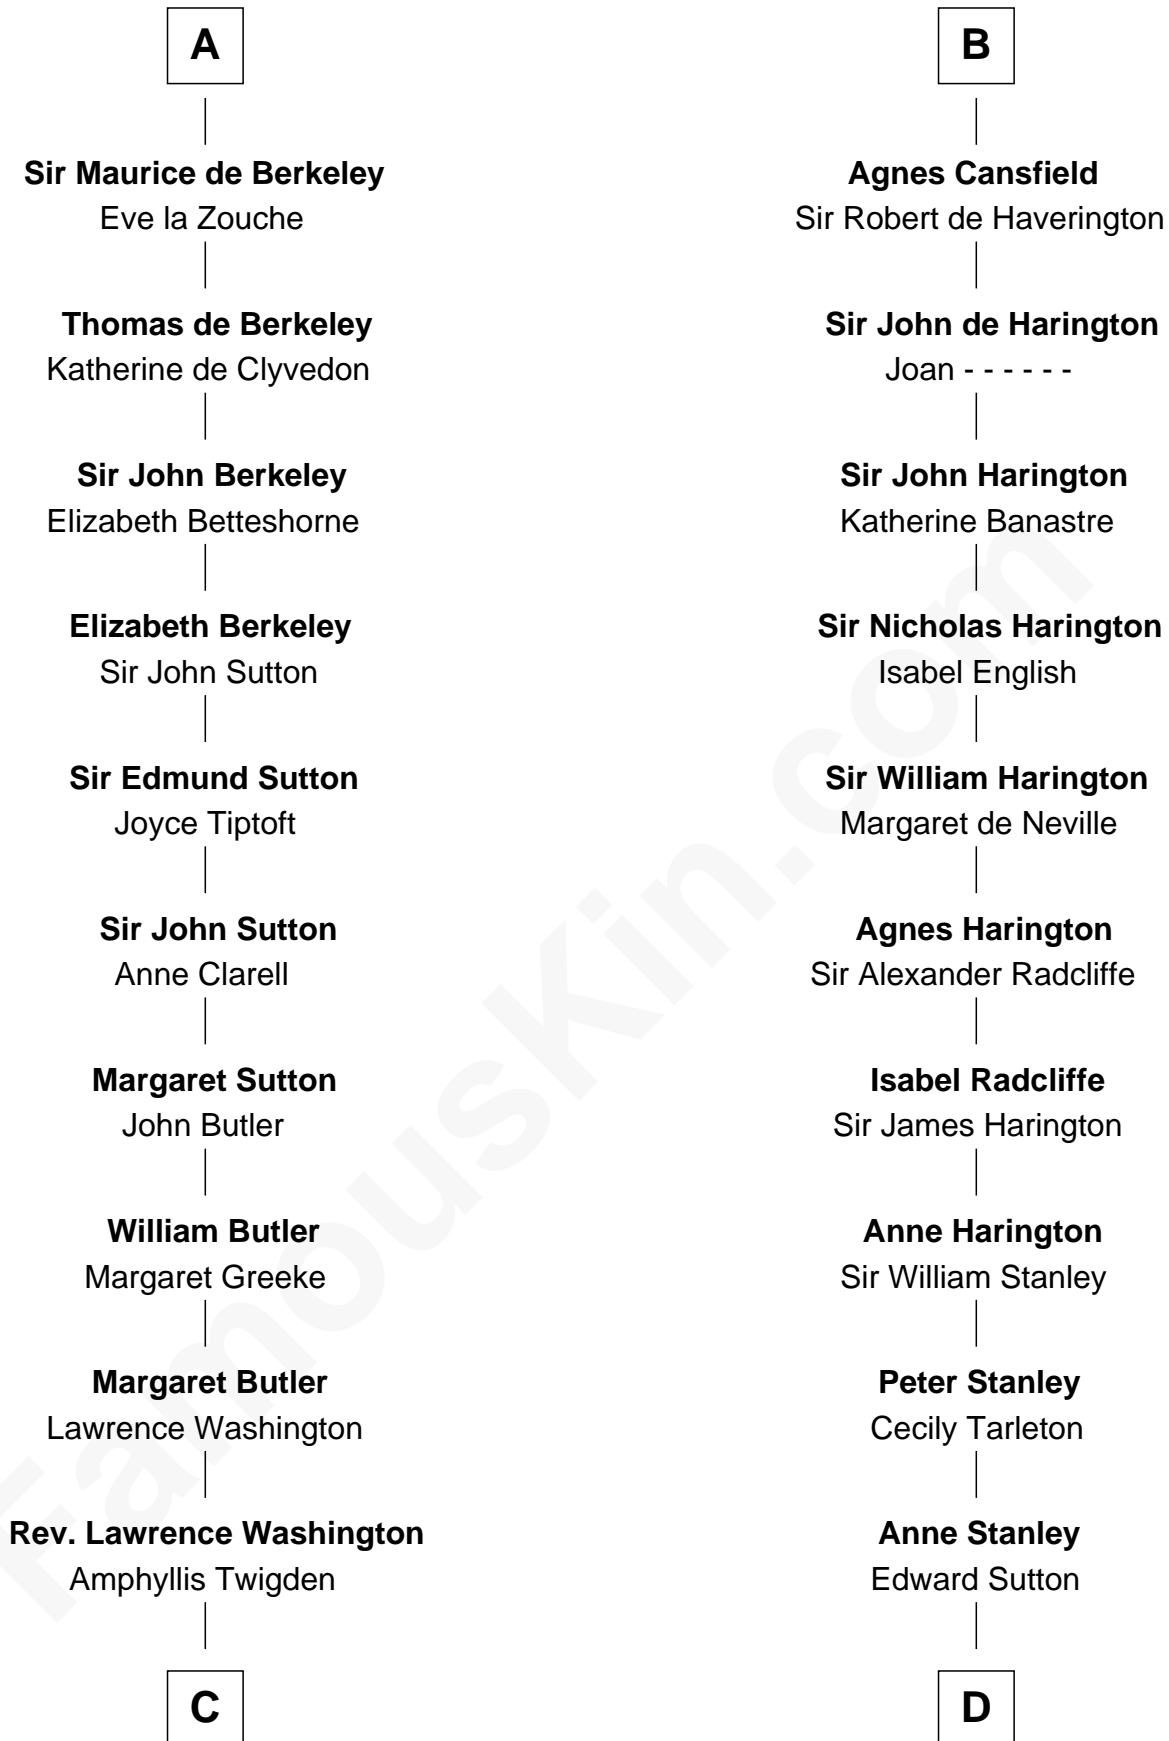 A
Sir Maurice de Berkeley
Eve la Zouche
Thomas de Berkeley
Katherine de Clyvedon
Sir John Berkeley
Elizabeth Betteshorne
Elizabeth Berkeley
Sir John Sutton
Sir Edmund Sutton
Joyce Tiptoft
Sir John Sutton
Anne Clarell
Margaret Sutton
John Butler
William Butler
Margaret Greeke
Margaret Butler
Lawrence Washington
Rev. Lawrence Washington
Amphyllis Twigden
C
B
Agnes Cansfield
Sir Robert de Haverington
Sir John de Harington
Joan - - - - - -
Sir John Harington
Katherine Banastre
Sir Nicholas Harington
Isabel English
Sir William Harington
Margaret de Neville
Agnes Harington
Sir Alexander Radcliffe
Isabel Radcliffe
Sir James Harington
Anne Harington
Sir William Stanley
Peter Stanley
Cecily Tarleton
Anne Stanley
Edward Sutton
D
FamousKin.com